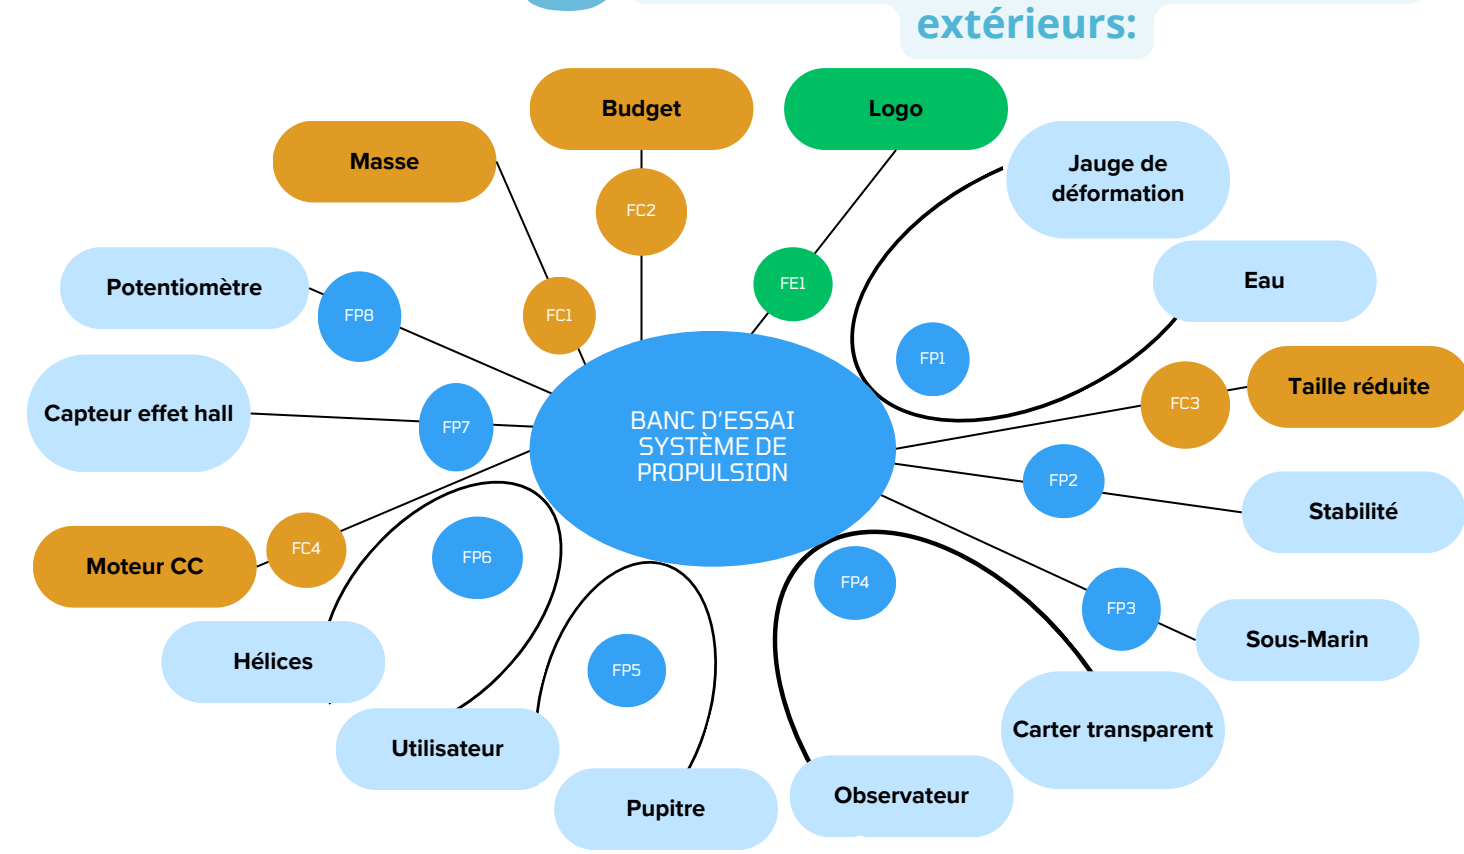 extérieurs:
Budget
Logo
Masse
Jauge de
déformation
FC2
Potentiomètre
Eau
FE1
FP8
FC1
FP1
Taille réduite
FC3
Capteur effet hall
FP7
BANC D'ESSAI
SYSTÈME DE
PROPULSION
FP2
Stabilité
Moteur CC
FC4
FP6
FP4
FP3
Sous-Marin
Hélices
FP5
Carter transparent
Utilisateur
Observateur
Pupitre